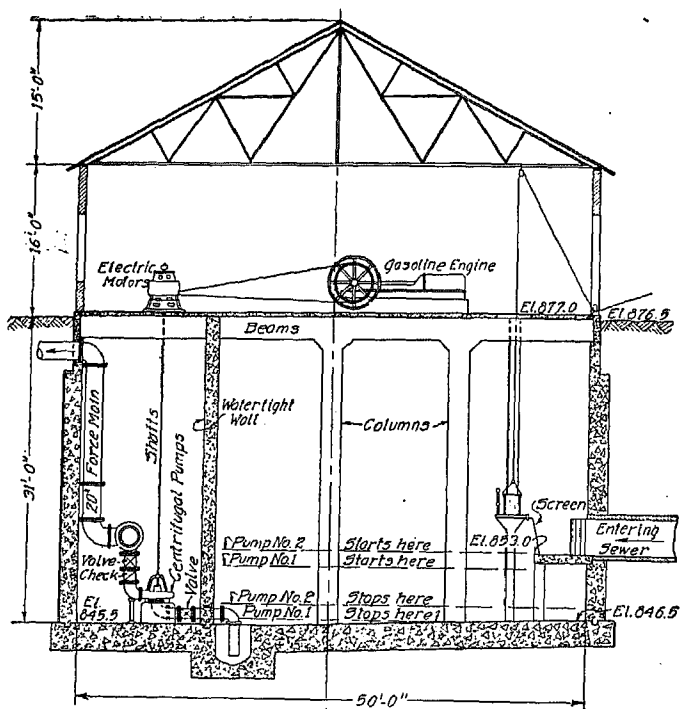 15'-0"
16'-0"
Electric
Motors
Gasoline Engine
El.877.0
El.876.5
Beams
31'-0"
20" Force Main
Shafts
Watertight
Wall
Columns
Centrifugal Pumps
Valve
Screen
Entering
Sewer
El.853.0
Pump No.2 Starts here
Pump No.1 Starts here
Valve
Check
Pump No.2 Stops here
Pump No.1 Stops here
El.
845.5
El.846.5
50'-0"